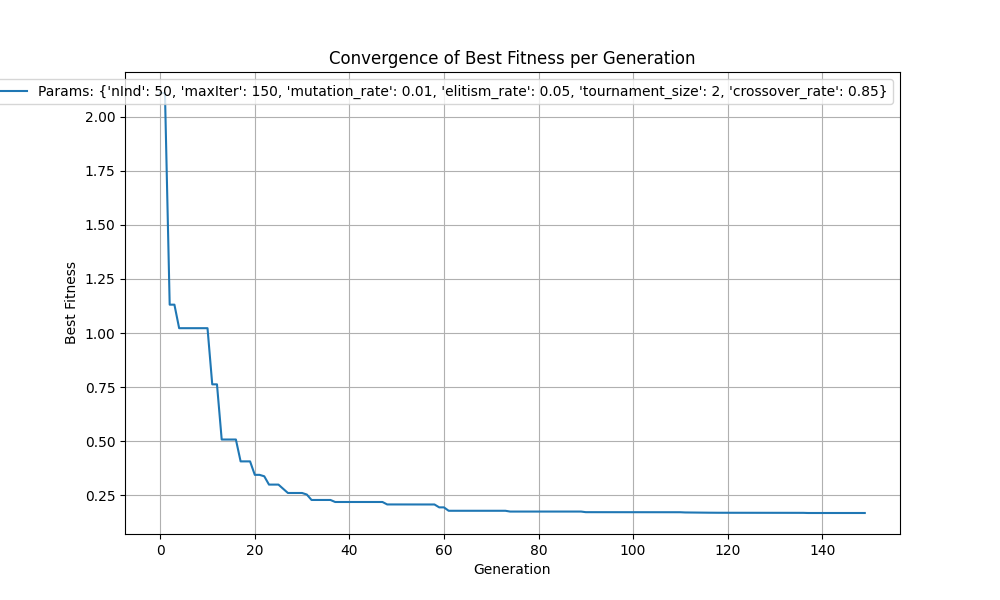 Convergence of Best Fitness per Generation
Params: {'nInd': 50, 'maxIter': 150, 'mutation_rate': 0.01, 'elitism_rate': 0.05, 'tournament_size': 2, 'crossover_rate': 0.85}
2.00
1.75
1.50
1.25
1.00
0.75
0.50
0.25
Best Fitness
0 20 40 60 80 100 120 140
Generation